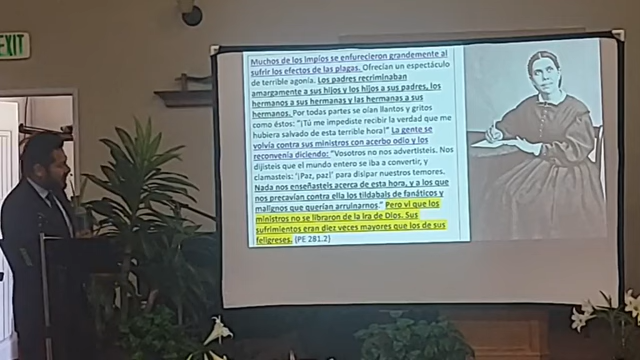 EXIT
Muchos de los impíos se enfurecieron grandemente al
sufrir los efectos de las plagas. Ofrecían un espectáculo
de terrible agonía. Los padres recriminaban
amargamente a sus hijos y los hijos a sus padres, los
hermanos a sus hermanas y las hermanas a sus
hermanos. Por todas partes se oían llantos y gritos
como éstos: "¡Tú me impediste recibir la verdad que me
hubiera salvado de esta terrible hora!" La gente se
volvía contra sus ministros con acerbo odio y los
reconvenía diciendo: "Vosotros no nos advertisteis. Nos
dijisteis que el mundo entero se iba a convertir, y
clamasteis: '¡Paz, paz!' para disipar nuestros temores.
Nada nos enseñasteis acerca de esta hora, y a los que
nos precavían contra ella los tildabais de fanáticos y
malignos que querían arruinarnos." Pero vi que los
ministros no se libraron de la ira de Dios. Sus
sufrimientos eran diez veces mayores que los de sus
feligreses. {PE 281.2}